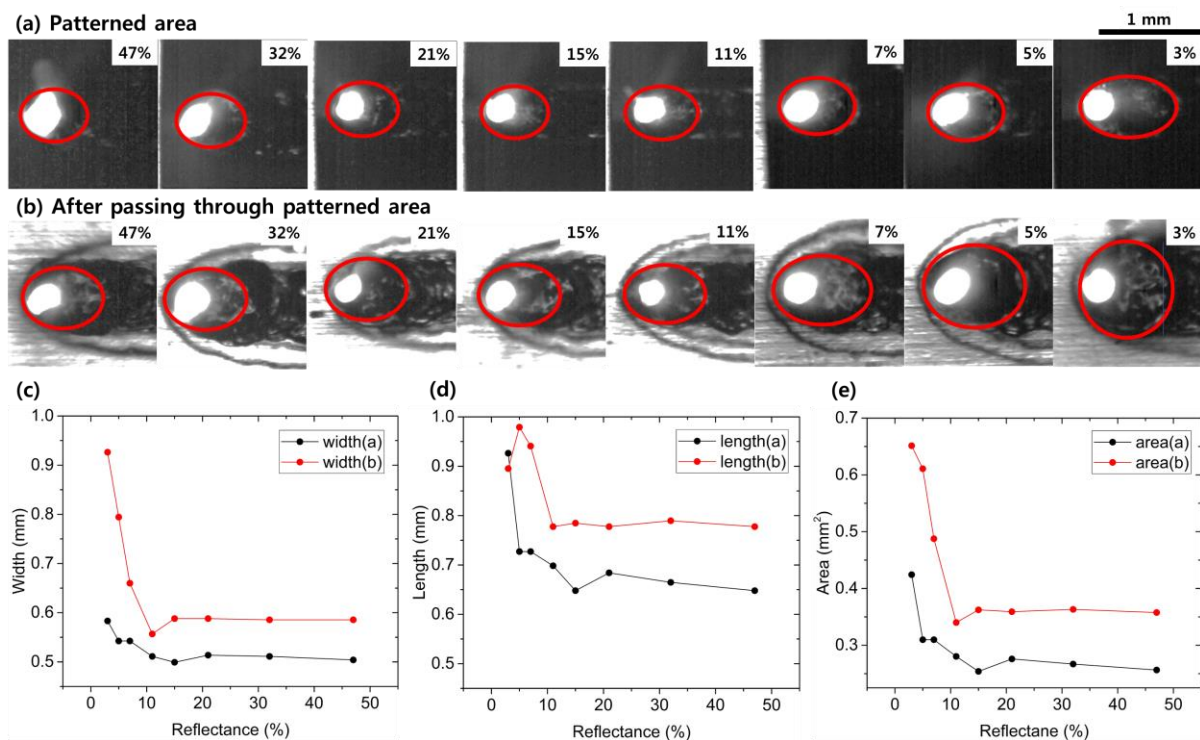 (a) Patterned area
1 mm
47% 32% 21% 15% 11% 7% 5% 3%
(b) After passing through patterned area
47% 32% 21% 15% 11% 7% 5% 3%
(c)
1.0
0.9
0.8
0.7
0.6
0.5
Width (mm)
width(a)
width(b)
0 10 20 30 40 50
Reflectance (%)
(d)
1.0
0.9
0.8
0.7
0.6
0.5
Length (mm)
length(a)
length(b)
0 10 20 30 40 50
Reflectance (%)
(e)
0.7
0.6
0.5
0.4
0.3
Area (mm²)
area(a)
area(b)
0 10 20 30 40 50
Reflectane (%)